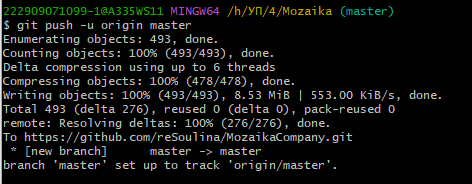 222909071099-10A335WS11 MINGW64 /h/УП/4/Mozaika (master)
$ git push -u origin master
Enumerating objects: 493, done.
Counting objects: 100% (493/493), done.
Delta compression using up to 6 threads
Compressing objects: 100% (478/478), done.
Writing objects: 100% (493/493), 8.53 MiB | 553.00 KiB/s, done.
Total 493 (delta 276), reused 0 (delta 0), pack-reused 0
remote: Resolving deltas: 100% (276/276), done.
To https://github.com/reSoulina/MozaikaCompany.git
 * [new branch]      master -> master
branch 'master' set up to track 'origin/master'.